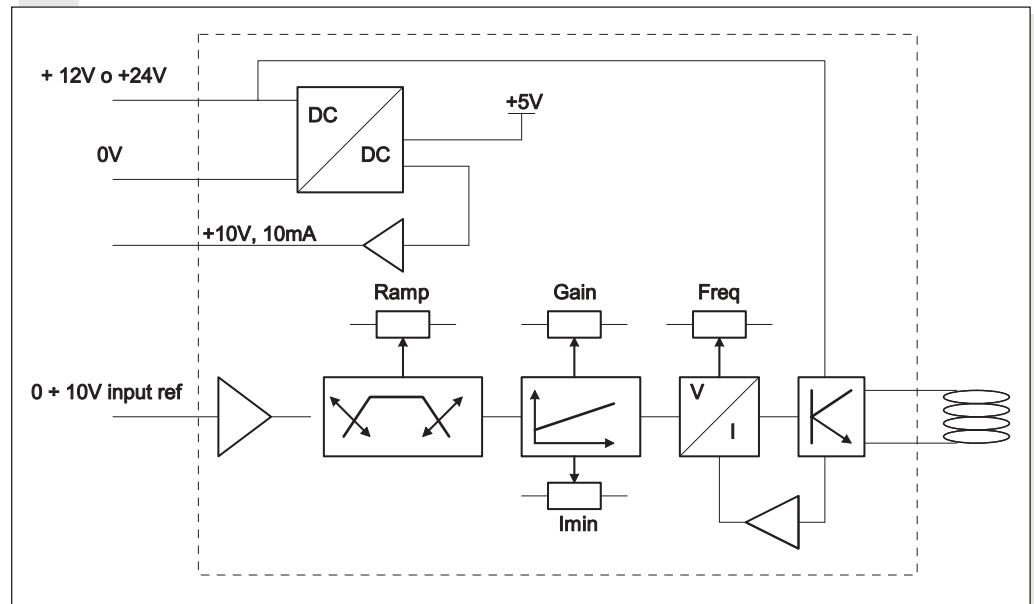 + 12V o +24V
DC
DC
+5V
0V
+10V, 10mA
Ramp
Gain
Freq
0 + 10V input ref
V
I
Imin